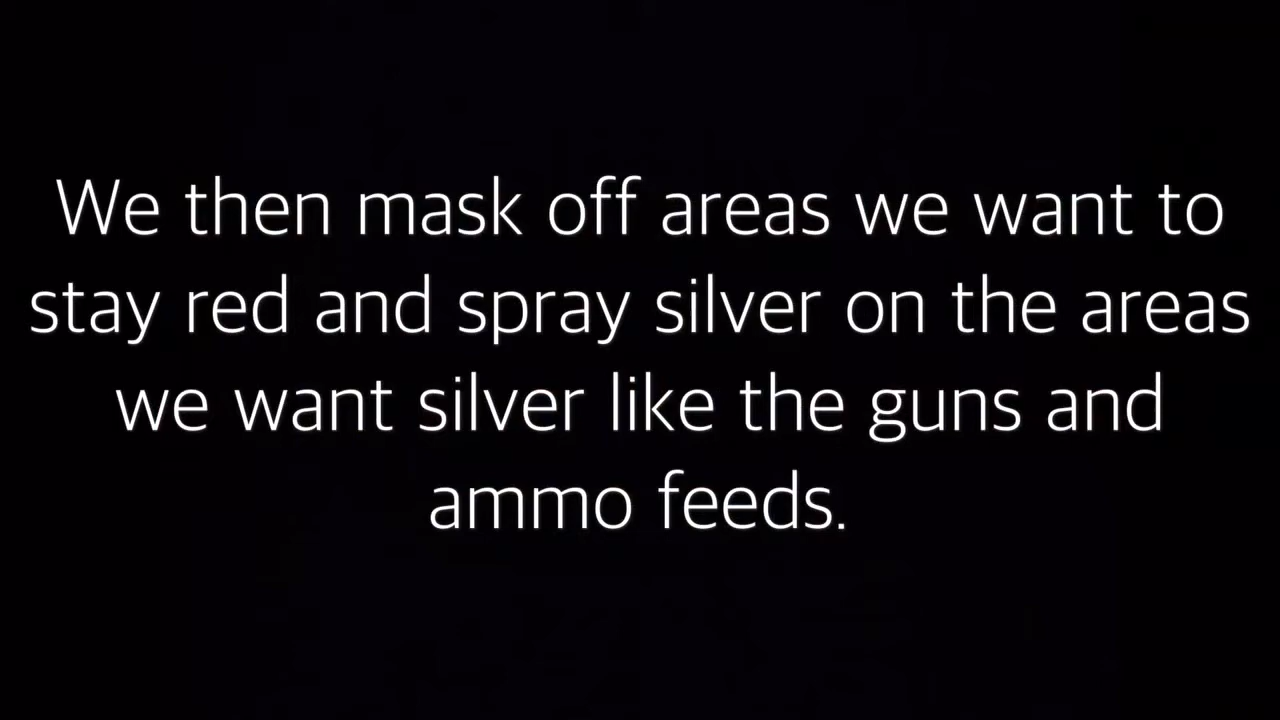 We then mask off areas we want to
stay red and spray silver on the areas
we want silver like the guns and
ammo feeds.